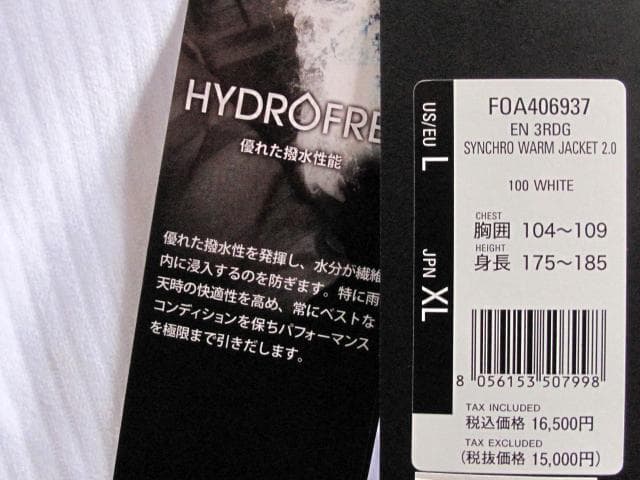 HYDROFRE
優れた撥水性能
優れた撥水性を発揮し、水分が繊維
内に浸入するのを防ぎます。特に雨
天時の快適性を高め、常にベストな
コンディションを保ちパフォーマンス
を極限まで引きだします。
US/EU L
JPN XL
FOA406937
EN 3RDG
SYNCHRO WARM JACKET 2.0
100 WHITE
CHEST
胸囲 104～109
HEIGHT
身長 175～185
8 056153 507998
TAX INCLUDED
税込価格 16,500円
TAX EXCLUDED
(税抜価格 15,000円)